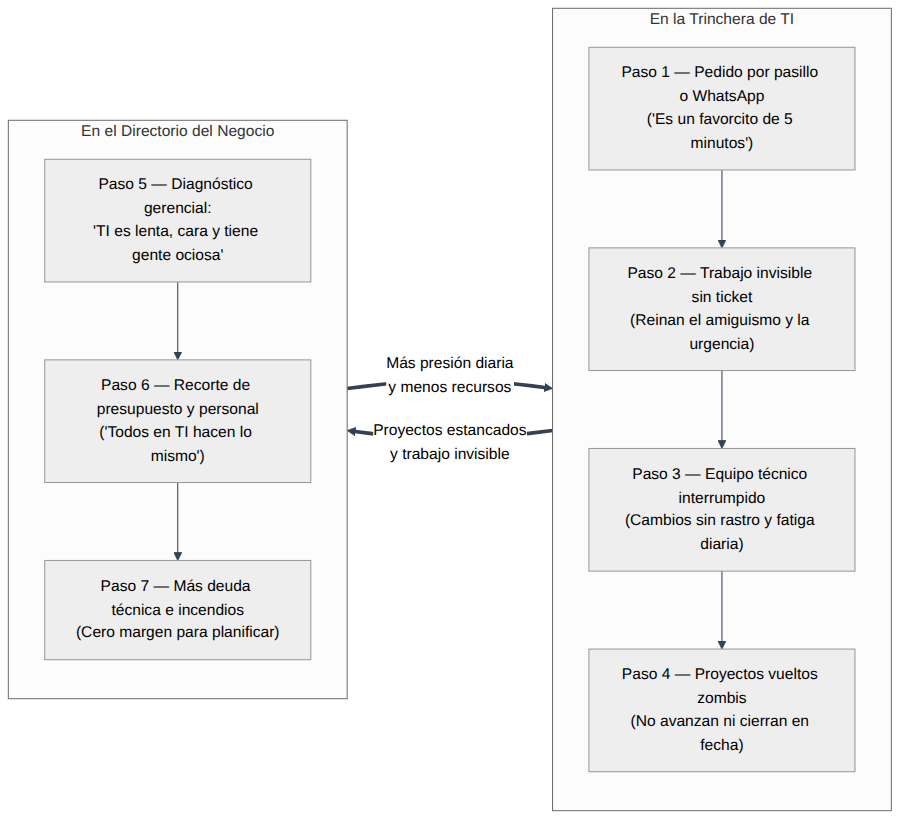 En la Trinchera de TI
Paso 1 — Pedido por pasillo
o WhatsApp
('Es un favorcito de 5
minutos')
Paso 2 — Trabajo invisible
sin ticket
(Reinan el amiguismo y la
urgencia)
Paso 3 — Equipo técnico
interrumpido
(Cambios sin rastro y fatiga
diaria)
Paso 4 — Proyectos vueltos
zombis
(No avanzan ni cierran en
fecha)
Proyectos estancados
y trabajo invisible
En el Directorio del Negocio
Paso 5 — Diagnóstico
gerencial:
'TI es lenta, cara y tiene
gente ociosa'
Paso 6 — Recorte de
presupuesto y personal
('Todos en TI hacen lo
mismo')
Paso 7 — Más deuda
técnica e incendios
(Cero margen para planificar)
Más presión diaria
y menos recursos